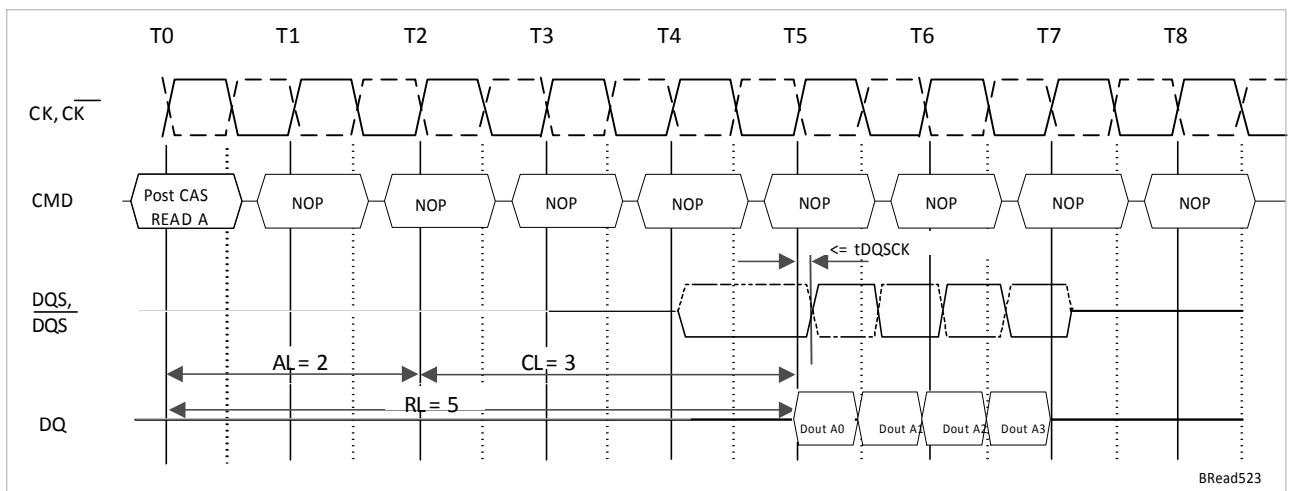 T0 T1 T2 T3 T4 T5 T6 T7 T8
CK, CK
CMD
Post CAS
READ A
NOP NOP NOP NOP NOP NOP NOP NOP
<= tDQSCK
DQS,
DQS
AL = 2
CL = 3
RL = 5
DQ
Dout A0 Dout A1 Dout A2 Dout A3
BRead523